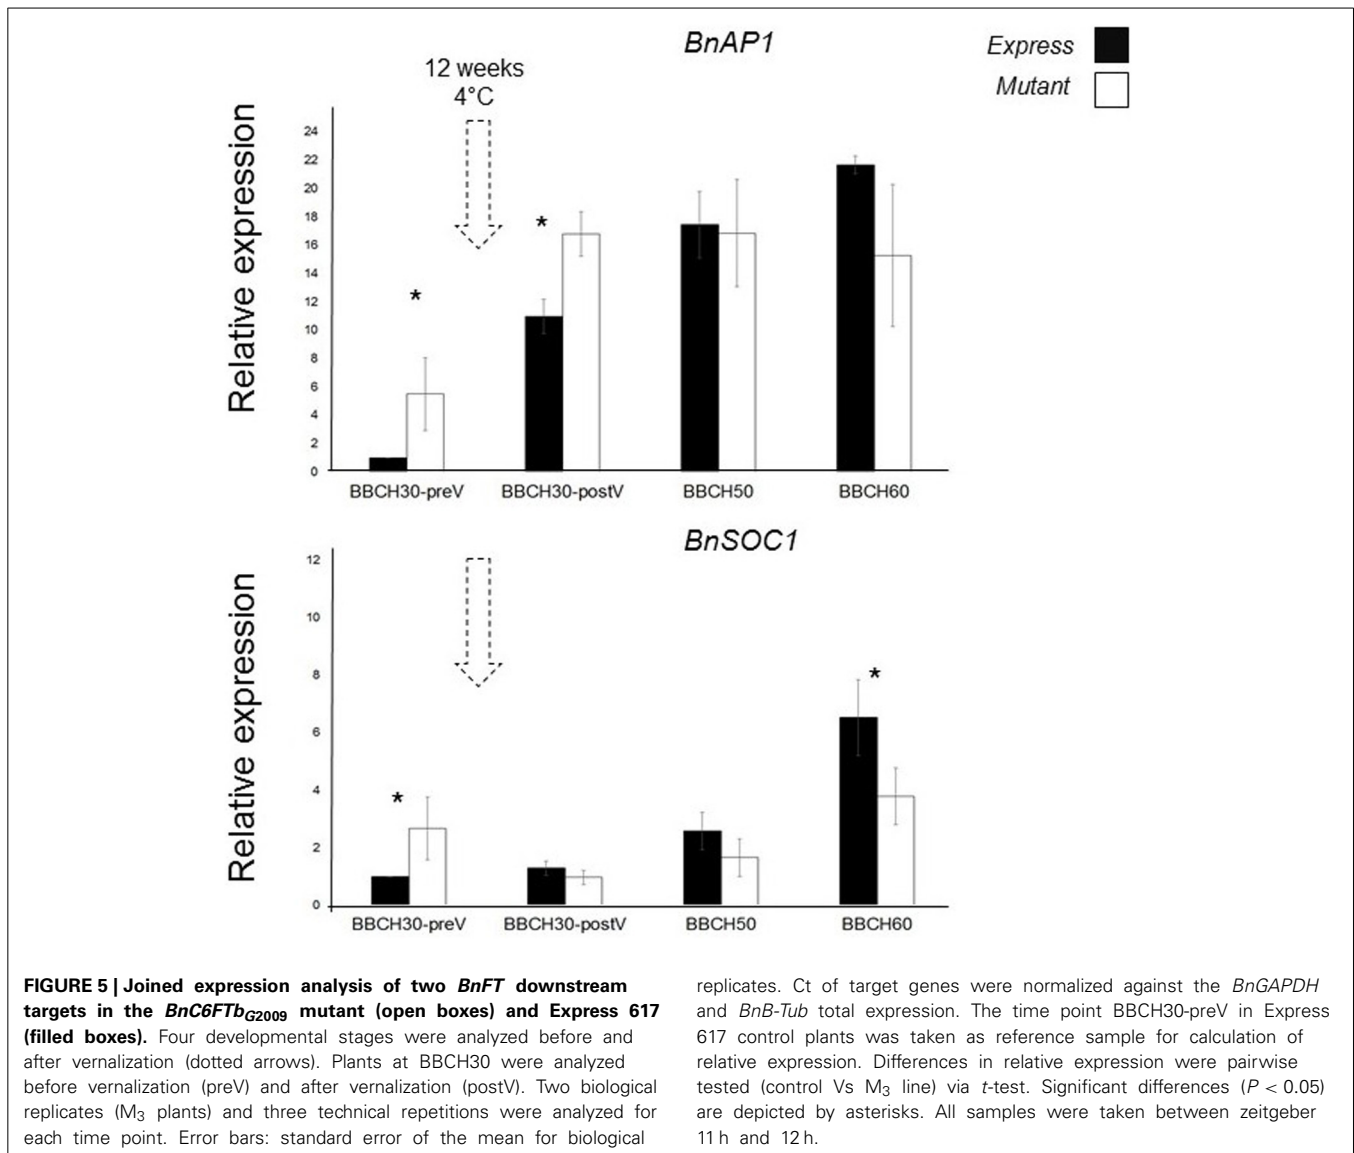 BnAP1
Express
Mutant
12 weeks
4°C
Relative expression
24
22
20
18
16
14
12
10
8
6
4
2
0
*
*
BBCH30-preV BBCH30-postV BBCH50 BBCH60
BnSOC1
Relative expression
12
10
8
6
4
2
0
*
*
BBCH30-preV BBCH30-postV BBCH50 BBCH60
FIGURE 5 | Joined expression analysis of two BnFT downstream
targets in the BnC6FTbG2009 mutant (open boxes) and Express 617
(filled boxes). Four developmental stages were analyzed before and
after vernalization (dotted arrows). Plants at BBCH30 were analyzed
before vernalization (preV) and after vernalization (postV). Two biological
replicates (M3 plants) and three technical repetitions were analyzed for
each time point. Error bars: standard error of the mean for biological
replicates. Ct of target genes were normalized against the BnGAPDH
and BnB-Tub total expression. The time point BBCH30-preV in Express
617 control plants was taken as reference sample for calculation of
relative expression. Differences in relative expression were pairwise
tested (control Vs M3 line) via t-test. Significant differences (P < 0.05)
are depicted by asterisks. All samples were taken between zeitgeber
11 h and 12 h.